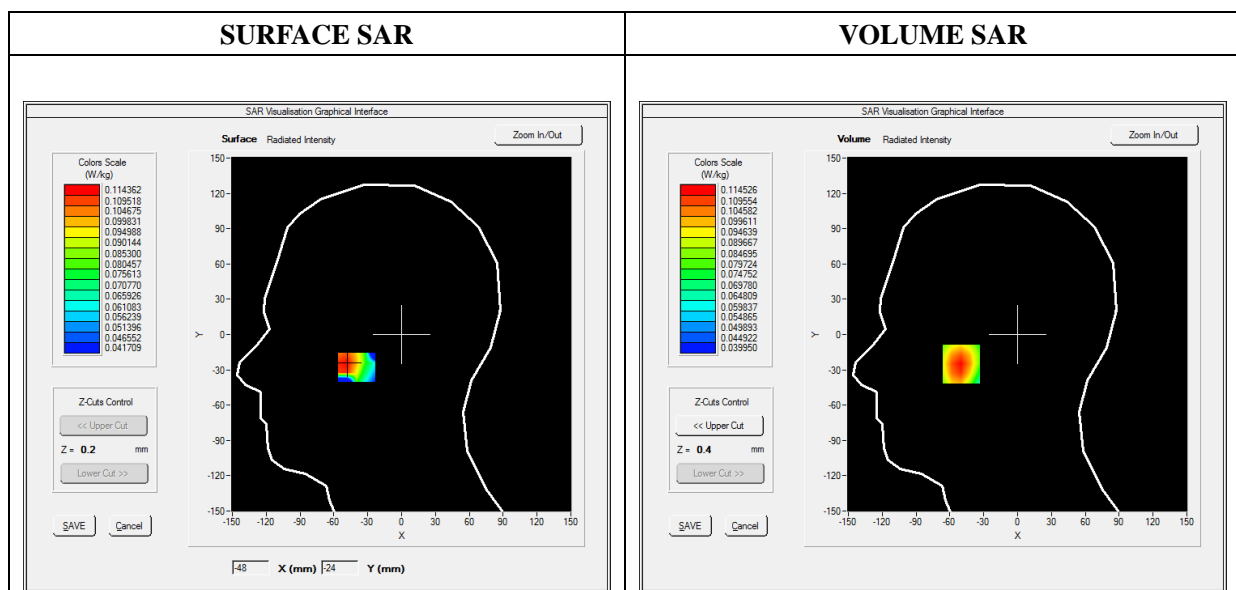 SURFACE SAR
VOLUME SAR
SAR Visualisation Graphical Interface
Surface Radiated Intensity
Zoom In/Out
Colors Scale
(W/kg)
0.114362
0.109518
0.104675
0.099831
0.094988
0.090144
0.085300
0.080457
0.075613
0.070770
0.065926
0.061083
0.056239
0.051396
0.046552
0.041709
Z-Cuts Control
<< Upper Cut
Z = 0.2 mm
Lower Cut >>
SAVE Cancel
150
120
90
60
30
0
-30
-60
-90
-120
-150
Y
-150 -120 -90 -60 -30 0 30 60 90 120 150
X
-48 X (mm) -24 Y (mm)
SAR Visualisation Graphical Interface
Volume Radiated Intensity
Zoom In/Out
Colors Scale
(W/kg)
0.114526
0.109554
0.104582
0.099611
0.094639
0.089667
0.084695
0.079724
0.074752
0.069780
0.064809
0.059837
0.054865
0.049893
0.044922
0.039950
Z-Cuts Control
<< Upper Cut
Z = 0.4 mm
Lower Cut >>
SAVE Cancel
150
120
90
60
30
0
-30
-60
-90
-120
-150
Y
-150 -120 -90 -60 -30 0 30 60 90 120 150
X